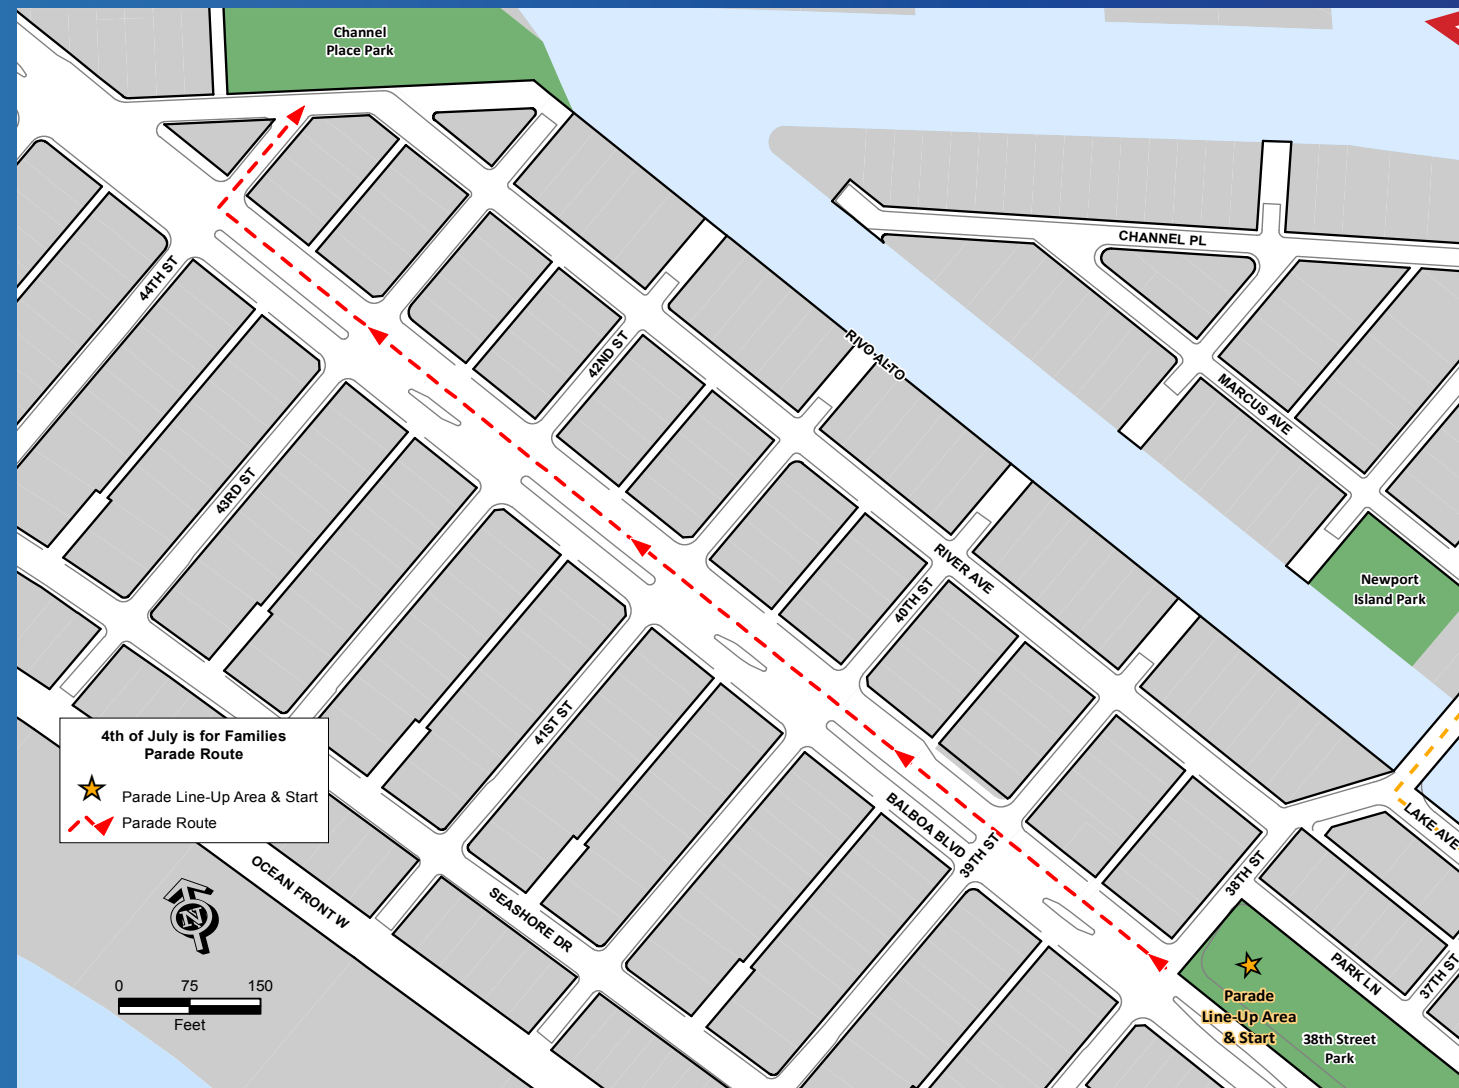 Channel
Place Park
CHANNEL PL
44TH ST
42ND ST
RIVO ALTO
MARCUS AVE
43RD ST
RIVER AVE
40TH ST
Newport
Island Park
41ST ST
4th of July is for Families
Parade Route
Parade Line-Up Area & Start
Parade Route
BALBOA BLVD
39TH ST
LAKE AVE
38TH ST
OCEAN FRONT W
SEASHORE DR
N
PARK LN
37TH ST
0 75 150
Feet
Parade
Line-Up Area
& Start
38th Street
Park